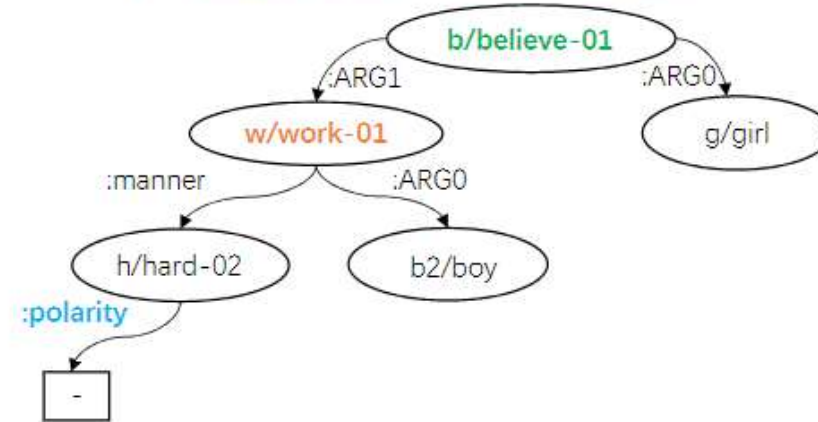 b/believe-01
:ARG1 :ARG0
w/work-01 g/girl
:manner :ARG0
h/hard-02 b2/boy
:polarity
-